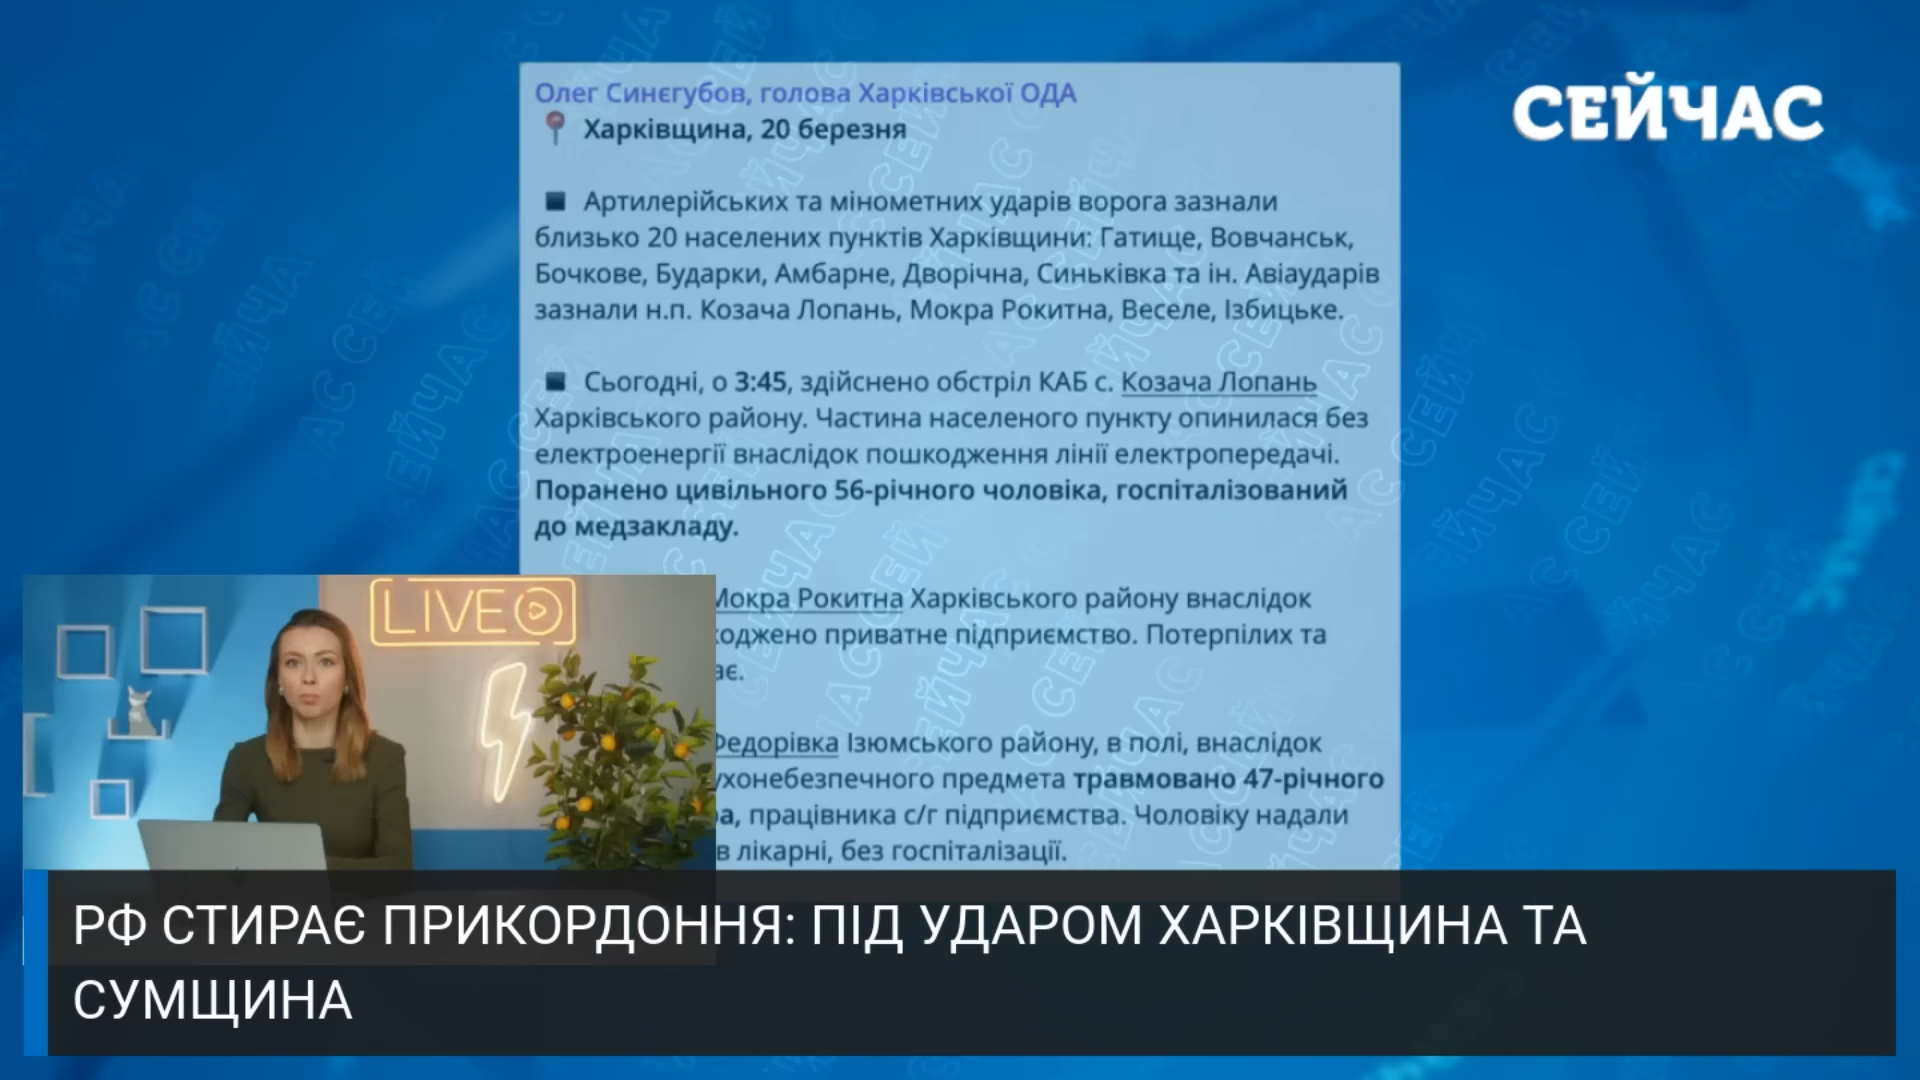 СЕЙЧАС
Олег Синєгубов, голова Харківської ОДА
Харківщина, 20 березня
Артилерійських та мінометних ударів ворога зазнали
близько 20 населених пунктів Харківщини: Гатище, Вовчанськ,
Бочкове, Бударки, Амбарне, Дворічна, Синьківка та ін. Авіаударів
зазнали н.п. Козача Лопань, Мокра Рокитна, Веселе, Ізбицьке.
Сьогодні, о 3:45, здійснено обстріл КАБ с. Козача Лопань
Харківського району. Частина населеного пункту опинилася без
електроенергії внаслідок пошкодження лінії електропередачі.
Поранено цивільного 56-річного чоловіка, госпіталізований
до медзакладу.
Мокра Рокитна Харківського району внаслідок
оджено приватне підприємство. Потерпілих та
ає.
Федорівка Ізюмського району, в полі, внаслідок
ухонебезпечного предмета травмовано 47-річного
ра, працівника с/г підприємства. Чоловіку надали
в лікарні, без госпіталізації.
LIVE
РФ СТИРАЄ ПРИКОРДОННЯ: ПІД УДАРОМ ХАРКІВЩИНА ТА
СУМЩИНА